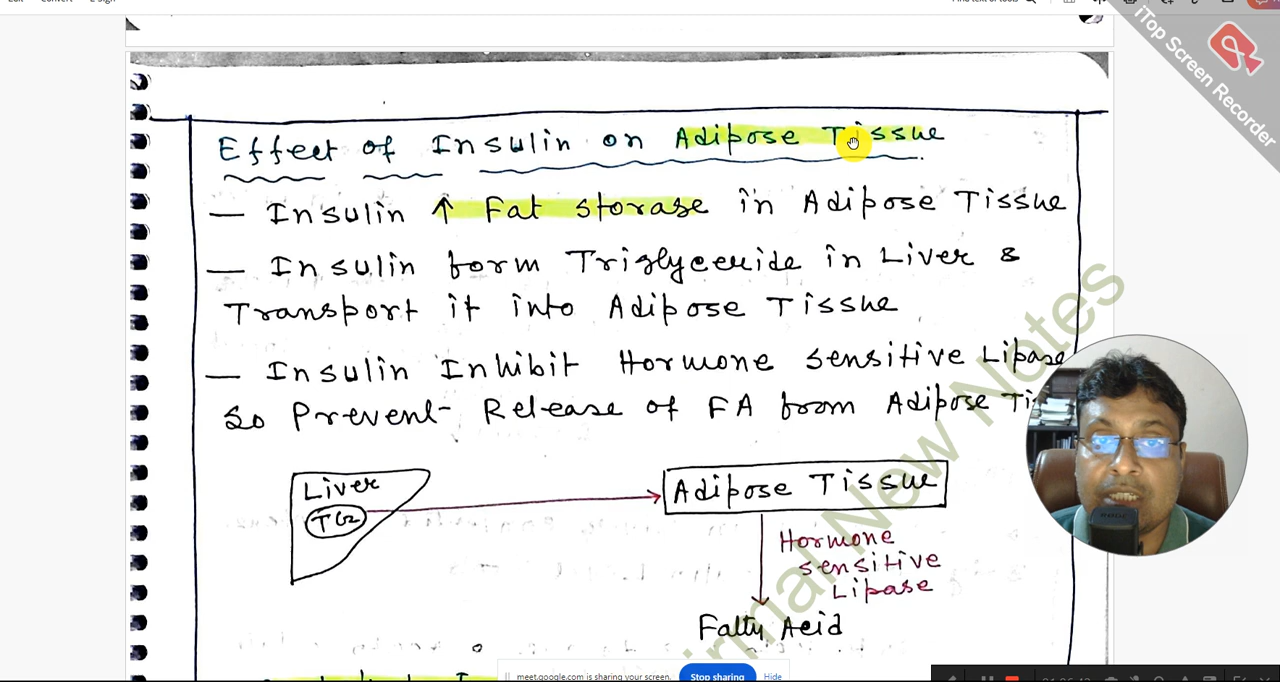 iTop Screen Recorder
Effect of Insulin on Adipose Tissue
— Insulin ↑ Fat storage in Adipose Tissue
— Insulin form Triglyceride in Liver &
Transport it into Adipose Tissue
— Insulin Inhibit Hormone sensitive Lipase
so Prevent Release of FA from Adipose
Liver
TG
Adipose Tissue
Hormone
sensitive
Lipase
Fatty Acid
New Notes
meet.google.com is sharing your screen.
Stop sharing
Hide